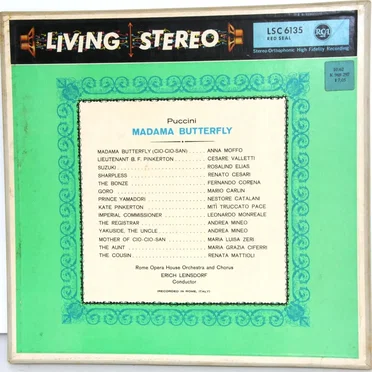 LIVING STEREO
LSC 6135
RED SEAL
RCA
Stereo-Orthophonic High Fidelity Recording
Puccini
MADAMA BUTTERFLY
MADAMA BUTTERFLY (CIO-CIO-SAN) . . . . ANNA MOFFO
LIEUTENANT B. F. PINKERTON . . . . . . . . CESARE VALLETTI
SUZUKI . . . . . . . . . . . . . . . . . . . . ROSALIND ELIAS
SHARPLESS . . . . . . . . . . . . . . . . . . RENATO CESARI
THE BONZE . . . . . . . . . . . . . . . . . . FERNANDO CORENA
GORO . . . . . . . . . . . . . . . . . . . . . MARIO CARLIN
PRINCE YAMADORI . . . . . . . . . . . . . . NESTORE CATALANI
KATE PINKERTON . . . . . . . . . . . . . . . MITÌ TRUCCATO PACE
IMPERIAL COMMISSIONER . . . . . . . . . . LEONARDO MONREALE
THE REGISTRAR . . . . . . . . . . . . . . . ANDREA MINEO
YAKUSIDE, THE UNCLE . . . . . . . . . . . . ANDREA MINEO
MOTHER OF CIO-CIO-SAN . . . . . . . . . . MARIA LUISA ZERI
THE AUNT . . . . . . . . . . . . . . . . . . . MARIA GRAZIA CIFERRI
THE COUSIN . . . . . . . . . . . . . . . . . . RENATA MATTIOLI
Rome Opera House Orchestra and Chorus
ERICH LEINSDORF
Conductor
(RECORDED IN ROME, ITALY)